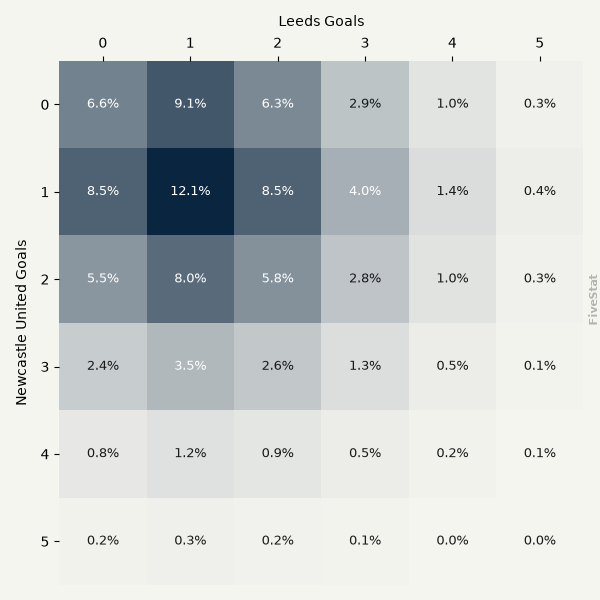 Leeds Goals
0 1 2 3 4 5
0 6.6% 9.1% 6.3% 2.9% 1.0% 0.3%
1 8.5% 12.1% 8.5% 4.0% 1.4% 0.4%
2 5.5% 8.0% 5.8% 2.8% 1.0% 0.3%
3 2.4% 3.5% 2.6% 1.3% 0.5% 0.1%
4 0.8% 1.2% 0.9% 0.5% 0.2% 0.1%
5 0.2% 0.3% 0.2% 0.1% 0.0% 0.0%
Newcastle United Goals
FiveStat